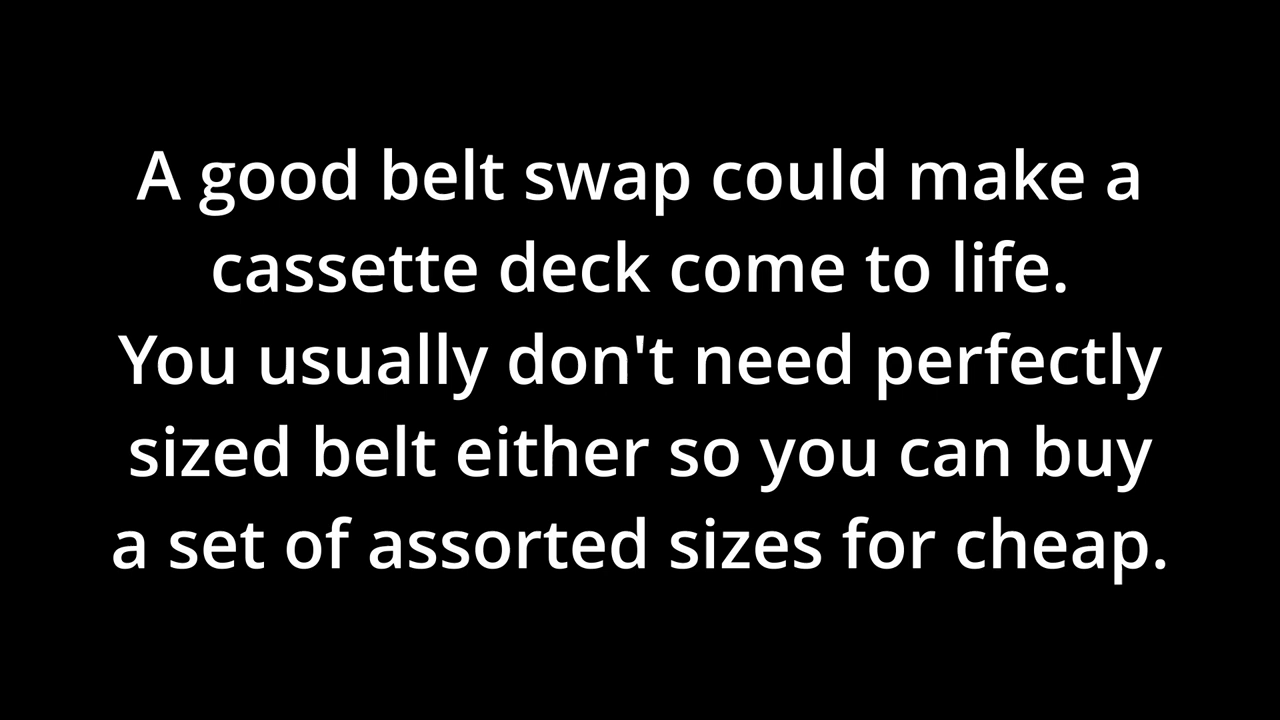 A good belt swap could make a
cassette deck come to life.
You usually don't need perfectly
sized belt either so you can buy
a set of assorted sizes for cheap.